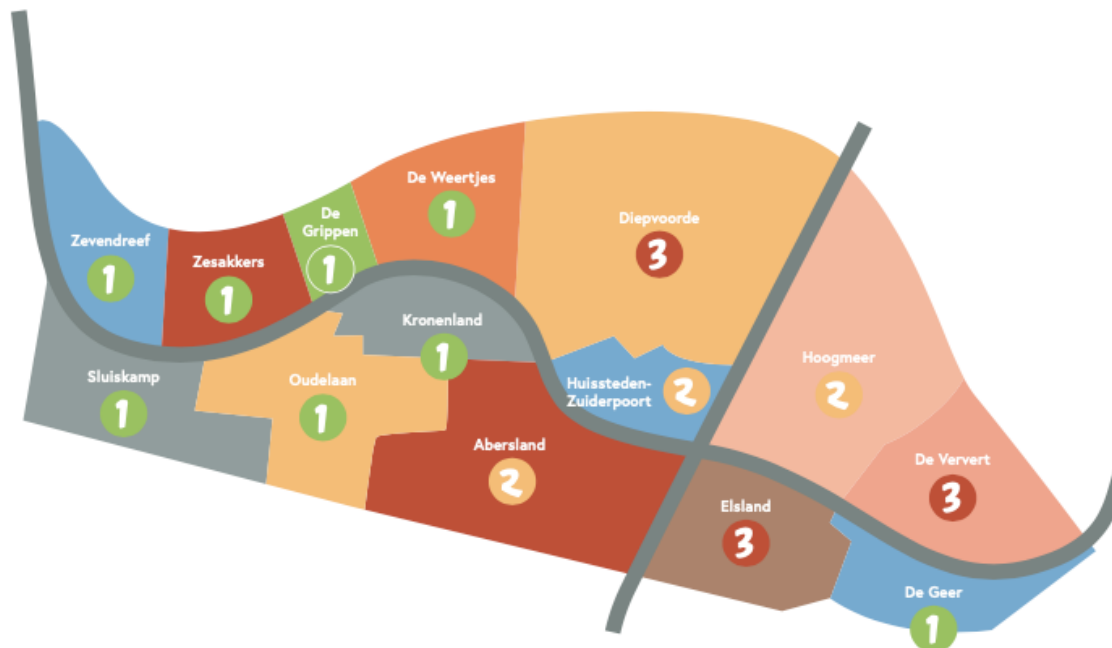 De Weertjes
1
De
Grippen
1
Diepvoorde
3
Zevendreef
1
Zesakkers
1
Kronenland
1
Hoogmeer
2
Sluiskamp
1
Oudelaan
1
Huissteden-
Zuiderpoort
2
Abersland
2
De Ververt
3
Elsland
3
De Geer
1